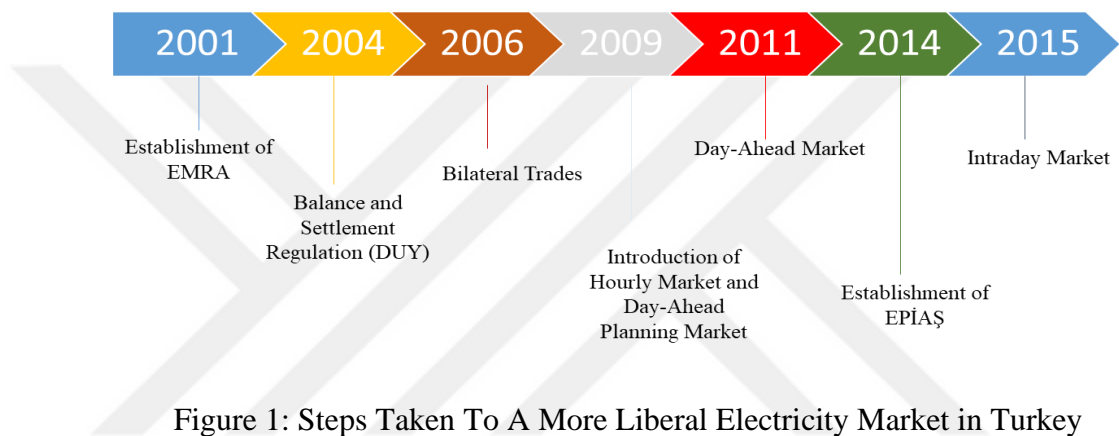 2001 2004 2006 2009 2011 2014 2015
Establishment of
EMRA
Balance and
Settlement
Regulation (DUY)
Bilateral Trades
Introduction of
Hourly Market and
Day-Ahead
Planning Market
Day-Ahead Market
Establishment of
EPİAŞ
Intraday Market
Figure 1: Steps Taken To A More Liberal Electricity Market in Turkey